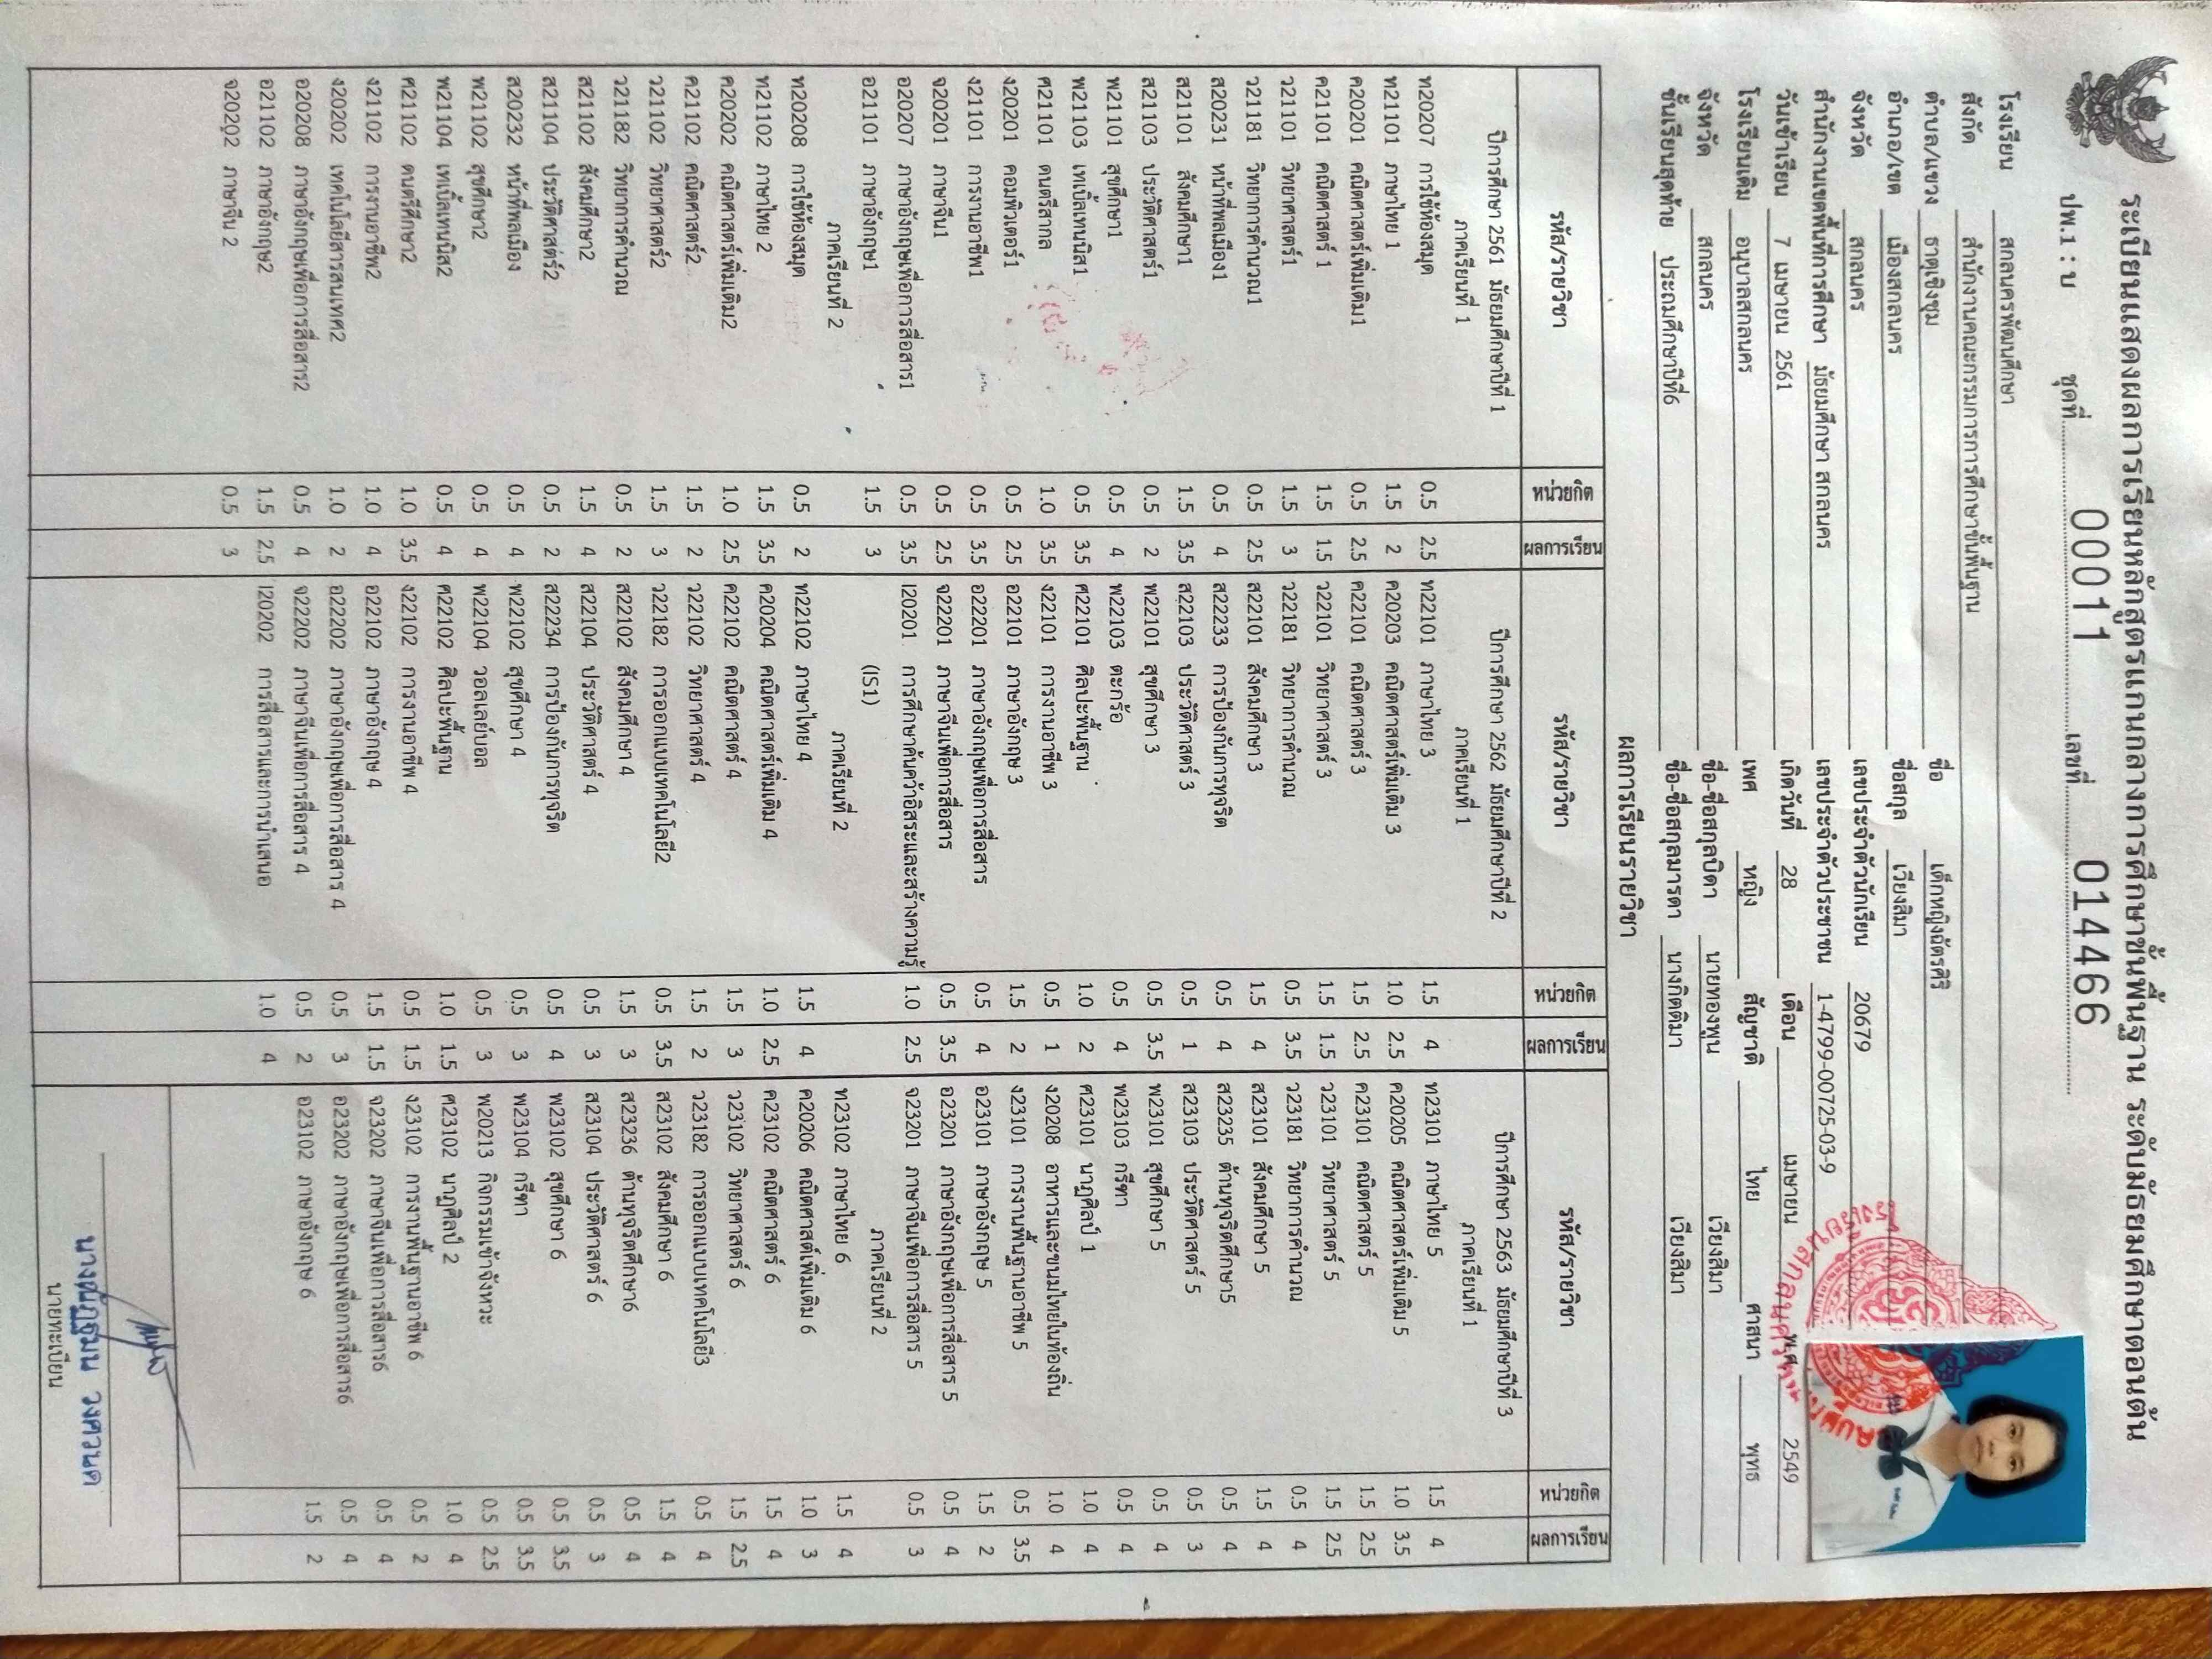 ระเบียนแสดงผลการเรียนหลักสูตรแกนกลางการศึกษาขั้นพื้นฐาน ระดับมัธยมศึกษาตอนต้น
ปพ.1 : บ ชุดที่ 00011 เลขที่ 014466
โรงเรียน สกลนครพัฒนศึกษา
สังกัด สำนักงานคณะกรรมการการศึกษาขั้นพื้นฐาน
ตำบล/แขวง ธาตุเชิงชุม
อำเภอ/เขต เมืองสกลนคร
จังหวัด สกลนคร
สำนักงานเขตพื้นที่การศึกษา มัธยมศึกษา สกลนคร
วันเข้าเรียน 7 เมษายน 2561
โรงเรียนเดิม อนุบาลสกลนคร
จังหวัด สกลนคร
ชั้นเรียนสุดท้าย ประถมศึกษาปีที่6
ชื่อ เด็กหญิงฉัตรศิริ
ชื่อสกุล เวียงสิมา
เลขประจำตัวนักเรียน 20679
เลขประจำตัวประชาชน 1-4799-00725-03-9
เกิดวันที่ 28 เดือน เมษายน พ.ศ. 2549
เพศ หญิง สัญชาติ ไทย ศาสนา พุทธ
ชื่อ-ชื่อสกุลบิดา นายทองพูน เวียงสิมา
ชื่อ-ชื่อสกุลมารดา นางกิตติมา เวียงสิมา
ผลการเรียนรายวิชา
รหัส/รายวิชา หน่วยกิต ผลการเรียน
ปีการศึกษา 2561 มัธยมศึกษาปีที่ 1
ภาคเรียนที่ 1
ท20207 การใช้ห้องสมุด 0.5 2.5
ท21101 ภาษาไทย 1 1.5 2
ค20201 คณิตศาสตร์เพิ่มเติม1 0.5 2.5
ค21101 คณิตศาสตร์ 1 1.5 1.5
ว21101 วิทยาศาสตร์1 1.5 3
ว21181 วิทยาการคำนวณ1 0.5 2.5
ส20231 หน้าที่พลเมือง1 0.5 4
ส21101 สังคมศึกษา1 1.5 3.5
ส21103 ประวัติศาสตร์1 0.5 2
พ21101 สุขศึกษา1 0.5 4
พ21103 เทเบิ้ลเทนนิส1 0.5 3.5
ศ21101 ดนตรีสากล 1.0 3.5
ง20201 คอมพิวเตอร์1 0.5 2.5
ง21101 การงานอาชีพ1 0.5 3.5
จ20201 ภาษาจีน1 0.5 2.5
อ20207 ภาษาอังกฤษเพื่อการสื่อสาร1 0.5 3.5
อ21101 ภาษาอังกฤษ1 1.5 3
ภาคเรียนที่ 2
ท20208 การใช้ห้องสมุด 0.5 2
ท21102 ภาษาไทย 2 1.5 3.5
ค20202 คณิตศาสตร์เพิ่มเติม2 1.0 2.5
ค21102 คณิตศาสตร์2 1.5 2
ว21102 วิทยาศาสตร์2 1.5 3
ว21182 วิทยาการคำนวณ 0.5 2
ส21102 สังคมศึกษา2 1.5 4
ส21104 ประวัติศาสตร์2 0.5 2
ส20232 หน้าที่พลเมือง 0.5 4
พ21102 สุขศึกษา2 0.5 4
พ21104 เทเบิ้ลเทนนิส2 0.5 4
ศ21102 ดนตรีศึกษา2 1.0 3.5
ง21102 การงานอาชีพ2 1.0 4
ง20202 เทคโนโลยีสารสนเทศ2 1.0 2
อ20208 ภาษาอังกฤษเพื่อการสื่อสาร2 0.5 4
อ21102 ภาษาอังกฤษ2 1.5 2.5
จ20202 ภาษาจีน 2 0.5 3
รหัส/รายวิชา หน่วยกิต ผลการเรียน
ปีการศึกษา 2562 มัธยมศึกษาปีที่ 2
ภาคเรียนที่ 1
ท22101 ภาษาไทย 3 1.5 4
ค20203 คณิตศาสตร์เพิ่มเติม 3 1.0 2.5
ค22101 คณิตศาสตร์ 3 1.5 2.5
ว22101 วิทยาศาสตร์ 3 1.5 1.5
ว22181 วิทยาการคำนวณ 0.5 3.5
ส22101 สังคมศึกษา 3 1.5 4
ส22233 การป้องกันการทุจริต 0.5 4
ส22103 ประวัติศาสตร์ 3 0.5 1
พ22101 สุขศึกษา 3 0.5 3.5
พ22103 ตะกร้อ 0.5 4
ศ22101 ศิลปะพื้นฐาน 1.0 2
ง22101 การงานอาชีพ 3 0.5 1
อ22101 ภาษาอังกฤษ 3 1.5 2
อ22201 ภาษาอังกฤษเพื่อการสื่อสาร 0.5 4
จ22201 ภาษาจีนเพื่อการสื่อสาร 0.5 3.5
I20201 การศึกษาค้นคว้าอิสระและสร้างความรู้ 1.0 2.5
(IS1)
ภาคเรียนที่ 2
ท22102 ภาษาไทย 4 1.5 4
ค20204 คณิตศาสตร์เพิ่มเติม 4 1.0 2.5
ค22102 คณิตศาสตร์ 4 1.5 3
ว22102 วิทยาศาสตร์ 4 1.5 2
ว22182 การออกแบบเทคโนโลยี2 0.5 3.5
ส22102 สังคมศึกษา 4 1.5 3
ส22104 ประวัติศาสตร์ 4 0.5 3
ส22234 การป้องกันการทุจริต 0.5 4
พ22102 สุขศึกษา 4 0.5 3
พ22104 วอลเลย์บอล 0.5 3
ศ22102 ศิลปะพื้นฐาน 1.0 1.5
ง22102 การงานอาชีพ 4 0.5 1.5
อ22102 ภาษาอังกฤษ 4 1.5 1.5
อ22202 ภาษาอังกฤษเพื่อการสื่อสาร 4 0.5 3
จ22202 ภาษาจีนเพื่อการสื่อสาร 4 0.5 2
I20202 การสื่อสารและการนำเสนอ 1.0 4
รหัส/รายวิชา หน่วยกิต ผลการเรียน
ปีการศึกษา 2563 มัธยมศึกษาปีที่ 3
ภาคเรียนที่ 1
ท23101 ภาษาไทย 5 1.5 4
ค20205 คณิตศาสตร์เพิ่มเติม 5 1.0 3.5
ค23101 คณิตศาสตร์ 5 1.5 2.5
ว23101 วิทยาศาสตร์ 5 1.5 2.5
ว23181 วิทยาการคำนวณ 0.5 4
ส23101 สังคมศึกษา 5 1.5 4
ส23235 ต้านทุจริตศึกษา5 0.5 4
ส23103 ประวัติศาสตร์ 5 0.5 3
พ23101 สุขศึกษา 5 0.5 4
พ23103 กรีฑา 0.5 4
ศ23101 นาฏศิลป์ 1 1.0 4
ง20208 อาหารและขนมไทยในท้องถิ่น 1.0 4
ง23101 การงานพื้นฐานอาชีพ 5 0.5 3.5
อ23101 ภาษาอังกฤษ 5 1.5 2
อ23201 ภาษาอังกฤษเพื่อการสื่อสาร 5 0.5 4
จ23201 ภาษาจีนเพื่อการสื่อสาร 5 0.5 3
ภาคเรียนที่ 2
ท23102 ภาษาไทย 6 1.5 4
ค20206 คณิตศาสต์เพิ่มเติม 6 1.0 3
ค23102 คณิตศาสตร์ 6 1.5 4
ว23102 วิทยาศาสตร์ 6 1.5 2.5
ว23182 การออกแบบเทคโนโลยี3 0.5 4
ส23102 สังคมศึกษา 6 1.5 4
ส23236 ต้านทุจริตศึกษา6 0.5 4
ส23104 ประวัติศาสตร์ 6 0.5 3
พ23102 สุขศึกษา 6 0.5 3.5
พ23104 กรีฑา 0.5 3.5
พ20213 กิจกรรมเข้าจังหวะ 0.5 2.5
ศ23102 นาฏศิลป์ 2 1.0 4
ง23102 การงานพื้นฐานอาชีพ 6 0.5 2
จ23202 ภาษาจีนเพื่อการสื่อสาร6 0.5 4
อ23202 ภาษาอังกฤษเพื่อการสื่อสาร6 0.5 4
อ23102 ภาษาอังกฤษ 6 1.5 2
นายทะเบียน